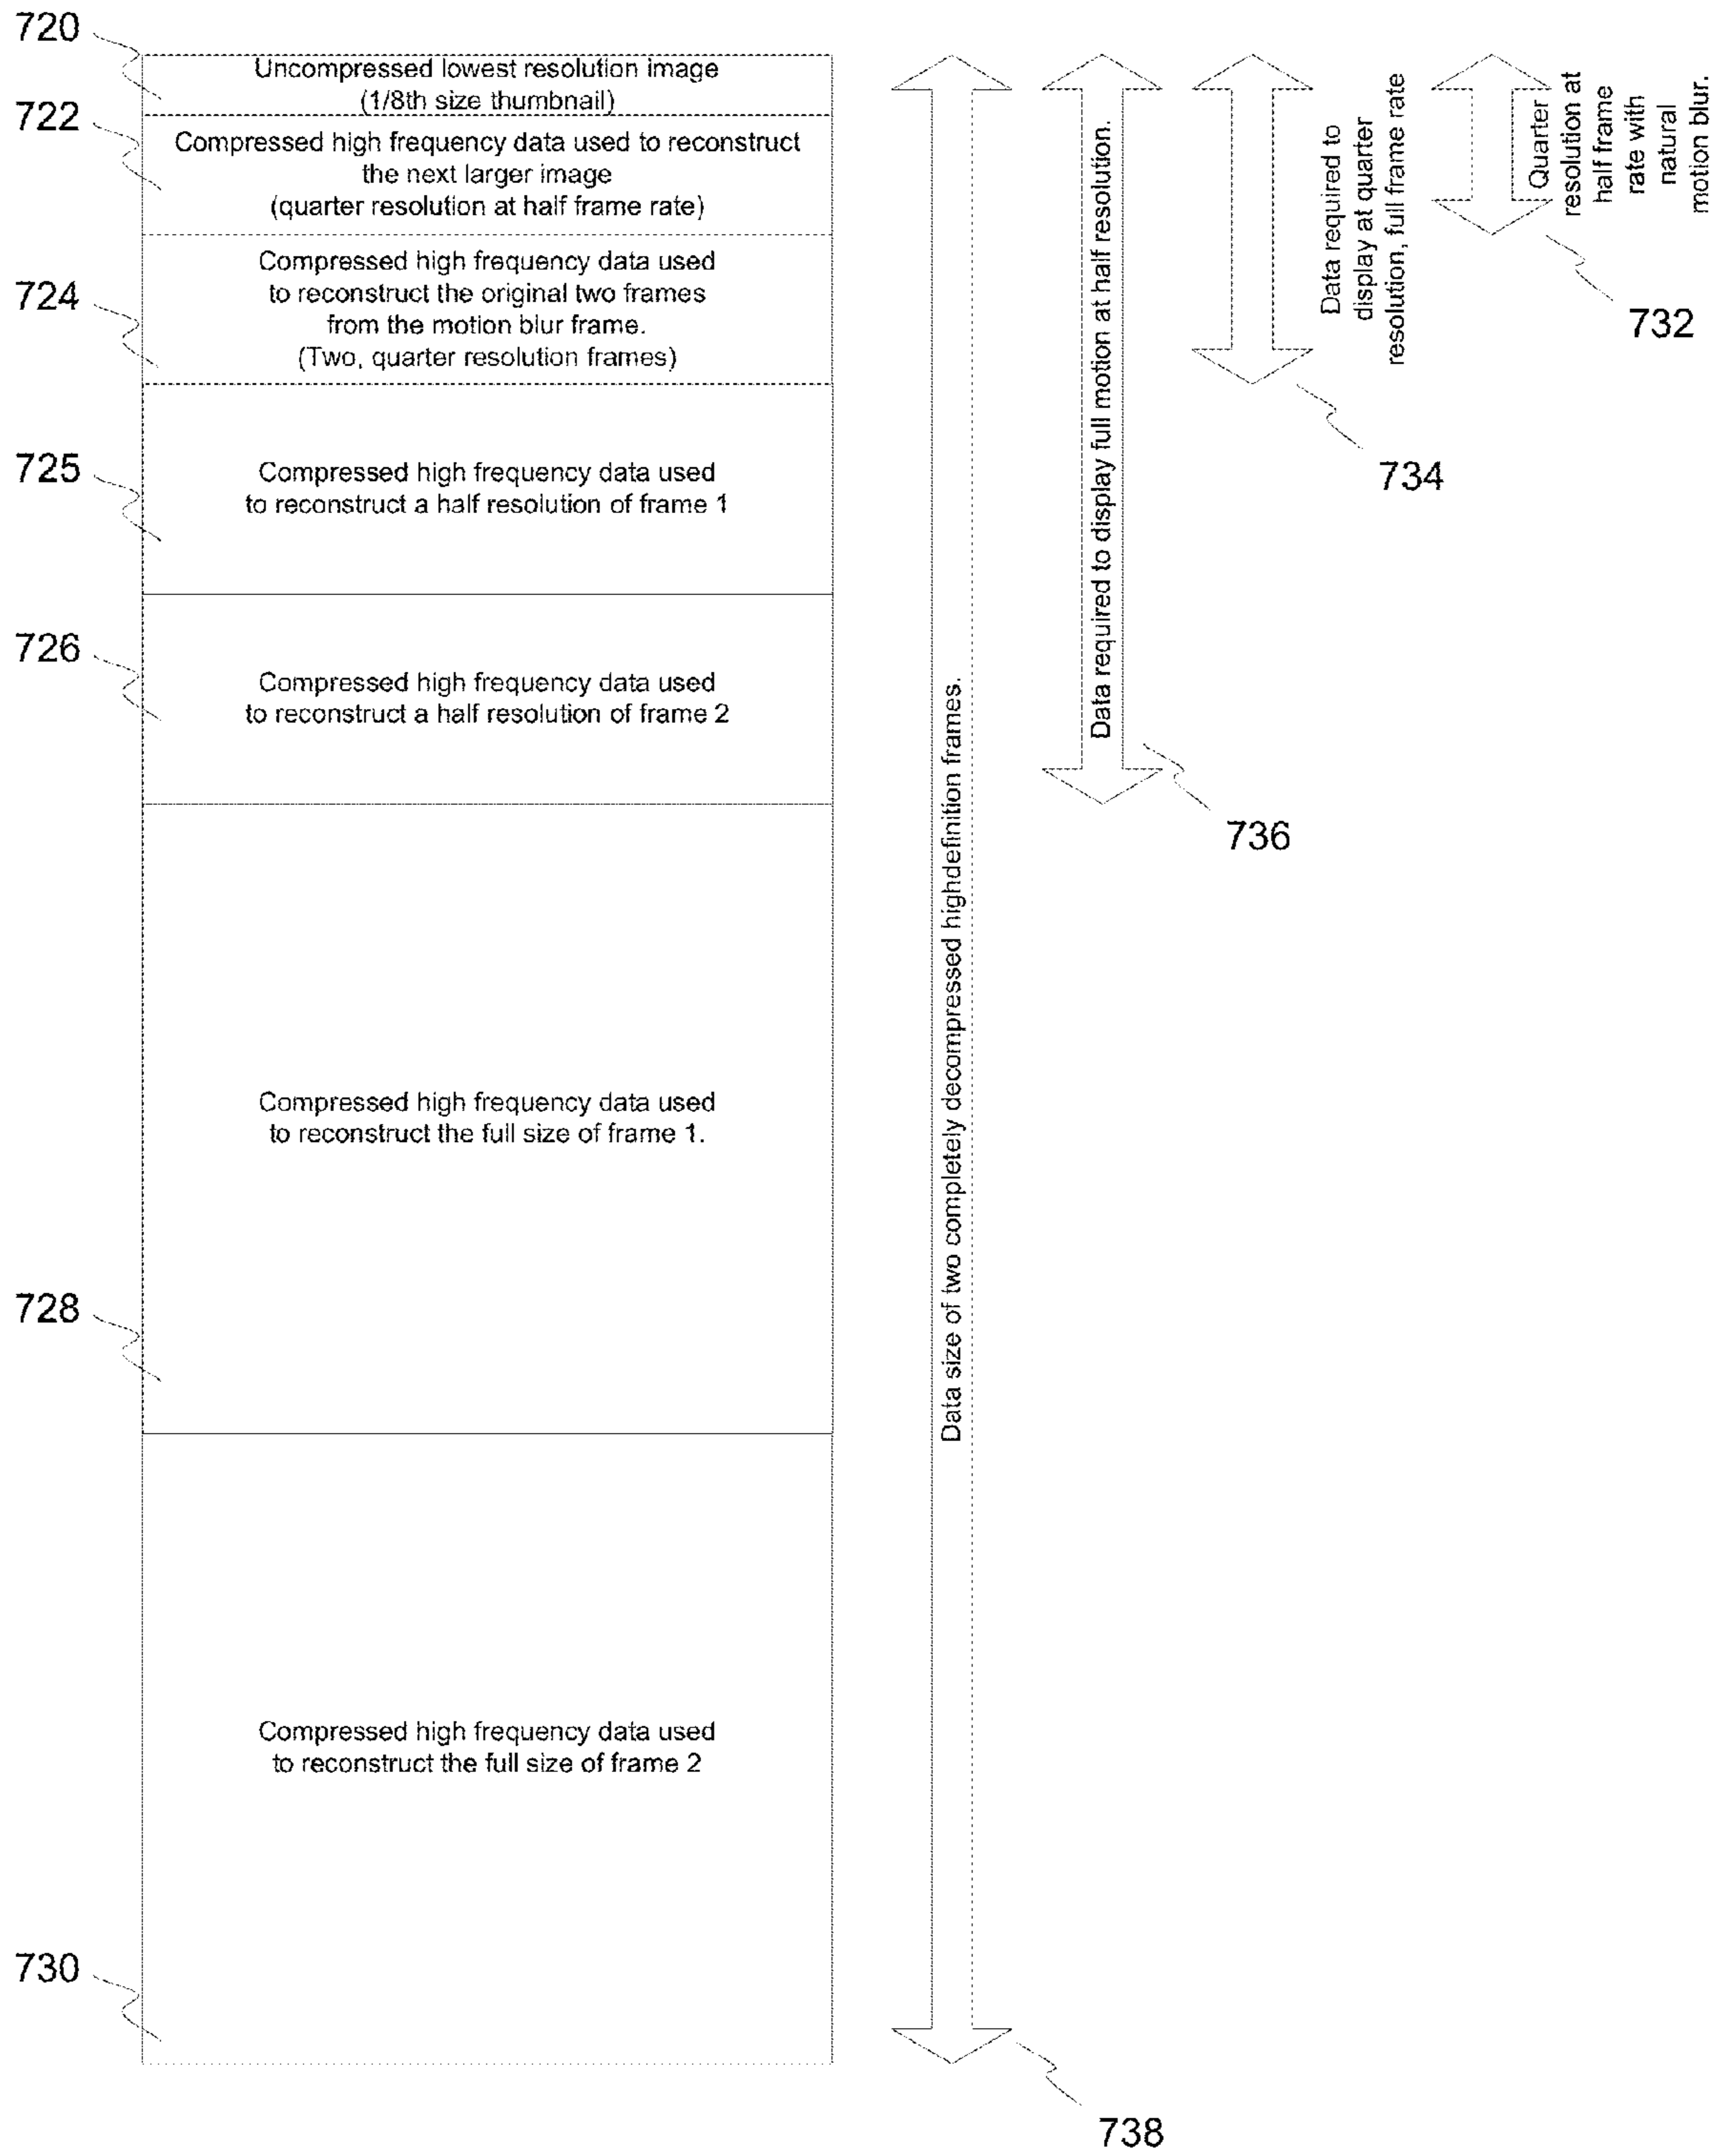 720
Uncompressed lowest resolution image
(1/8th size thumbnail)
722
Compressed high frequency data used to reconstruct
the next larger image
(quarter resolution at half frame rate)
724
Compressed high frequency data used
to reconstruct the original two frames
from the motion blur frame.
(Two, quarter resolution frames)
725
Compressed high frequency data used
to reconstruct a half resolution of frame 1
726
Compressed high frequency data used
to reconstruct a half resolution of frame 2
728
Compressed high frequency data used
to reconstruct the full size of frame 1.
730
Compressed high frequency data used
to reconstruct the full size of frame 2
Data size of two completely decompressed highdefinition frames.
738
Data required to display full motion at half resolution.
736
Data required to
display at quarter
resolution, full frame rate
734
Quarter
resolution at
half frame
rate with
natural
motion blur.
732